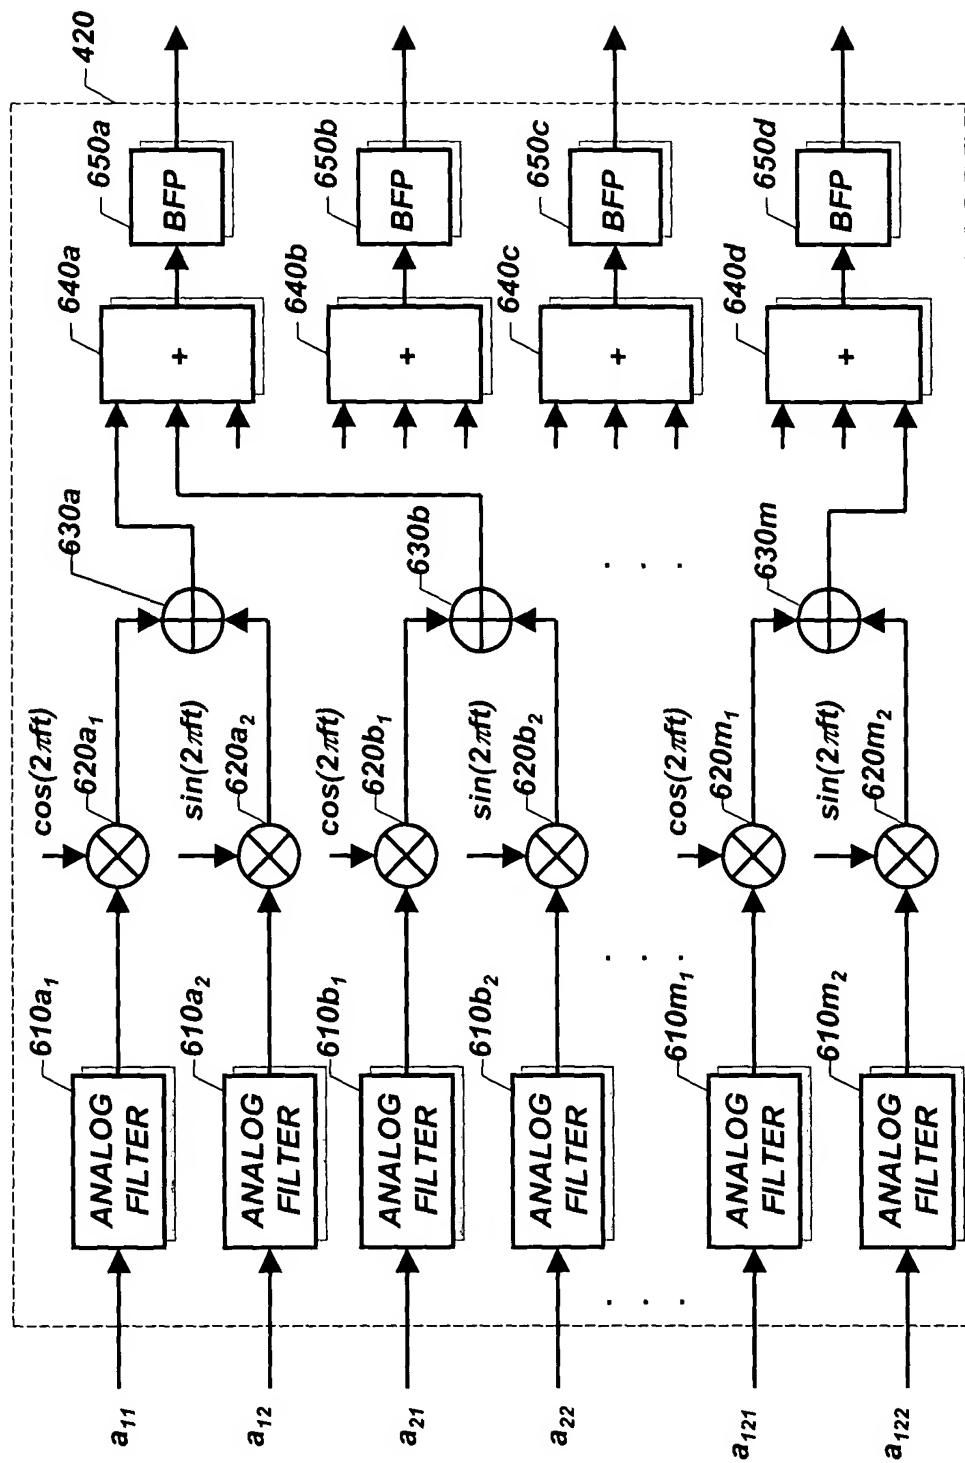 420
650a
650b
650c
650d
BFP
BFP
BFP
BFP
640a
640b
640c
640d
+
+
+
+
630a
630b
630m
. . .
cos(2πft)
620a₁
sin(2πft)
620a₂
cos(2πft)
620b₁
sin(2πft)
620b₂
cos(2πft)
620m₁
sin(2πft)
620m₂
. . .
610a₁
610a₂
610b₁
610b₂
610m₁
610m₂
ANALOG
FILTER
ANALOG
FILTER
ANALOG
FILTER
ANALOG
FILTER
ANALOG
FILTER
ANALOG
FILTER
. . .
a₁₁
a₁₂
a₂₁
a₂₂
a₁₂₁
a₁₂₂